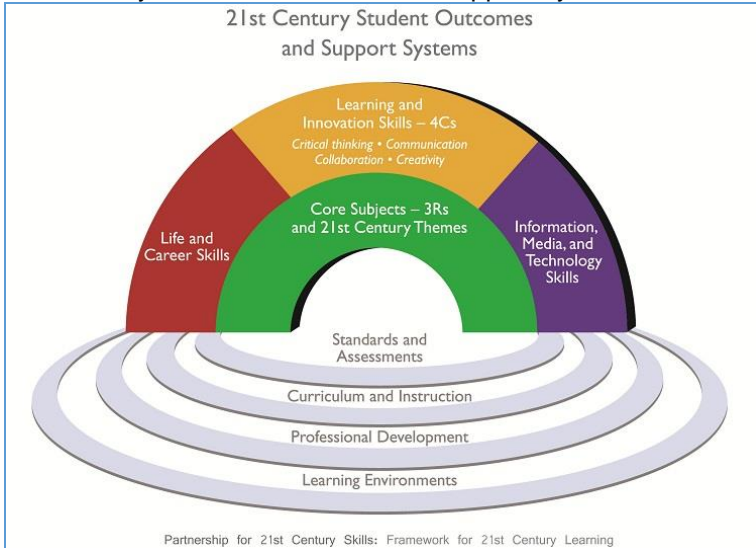 21st Century Student Outcomes
and Support Systems
Learning and
Innovation Skills – 4Cs
Critical thinking • Communication
Collaboration • Creativity
Core Subjects – 3Rs
and 21st Century Themes
Life and
Career Skills
Information,
Media, and
Technology
Skills
Standards and
Assessments
Curriculum and Instruction
Professional Development
Learning Environments
Partnership for 21st Century Skills: Framework for 21st Century Learning